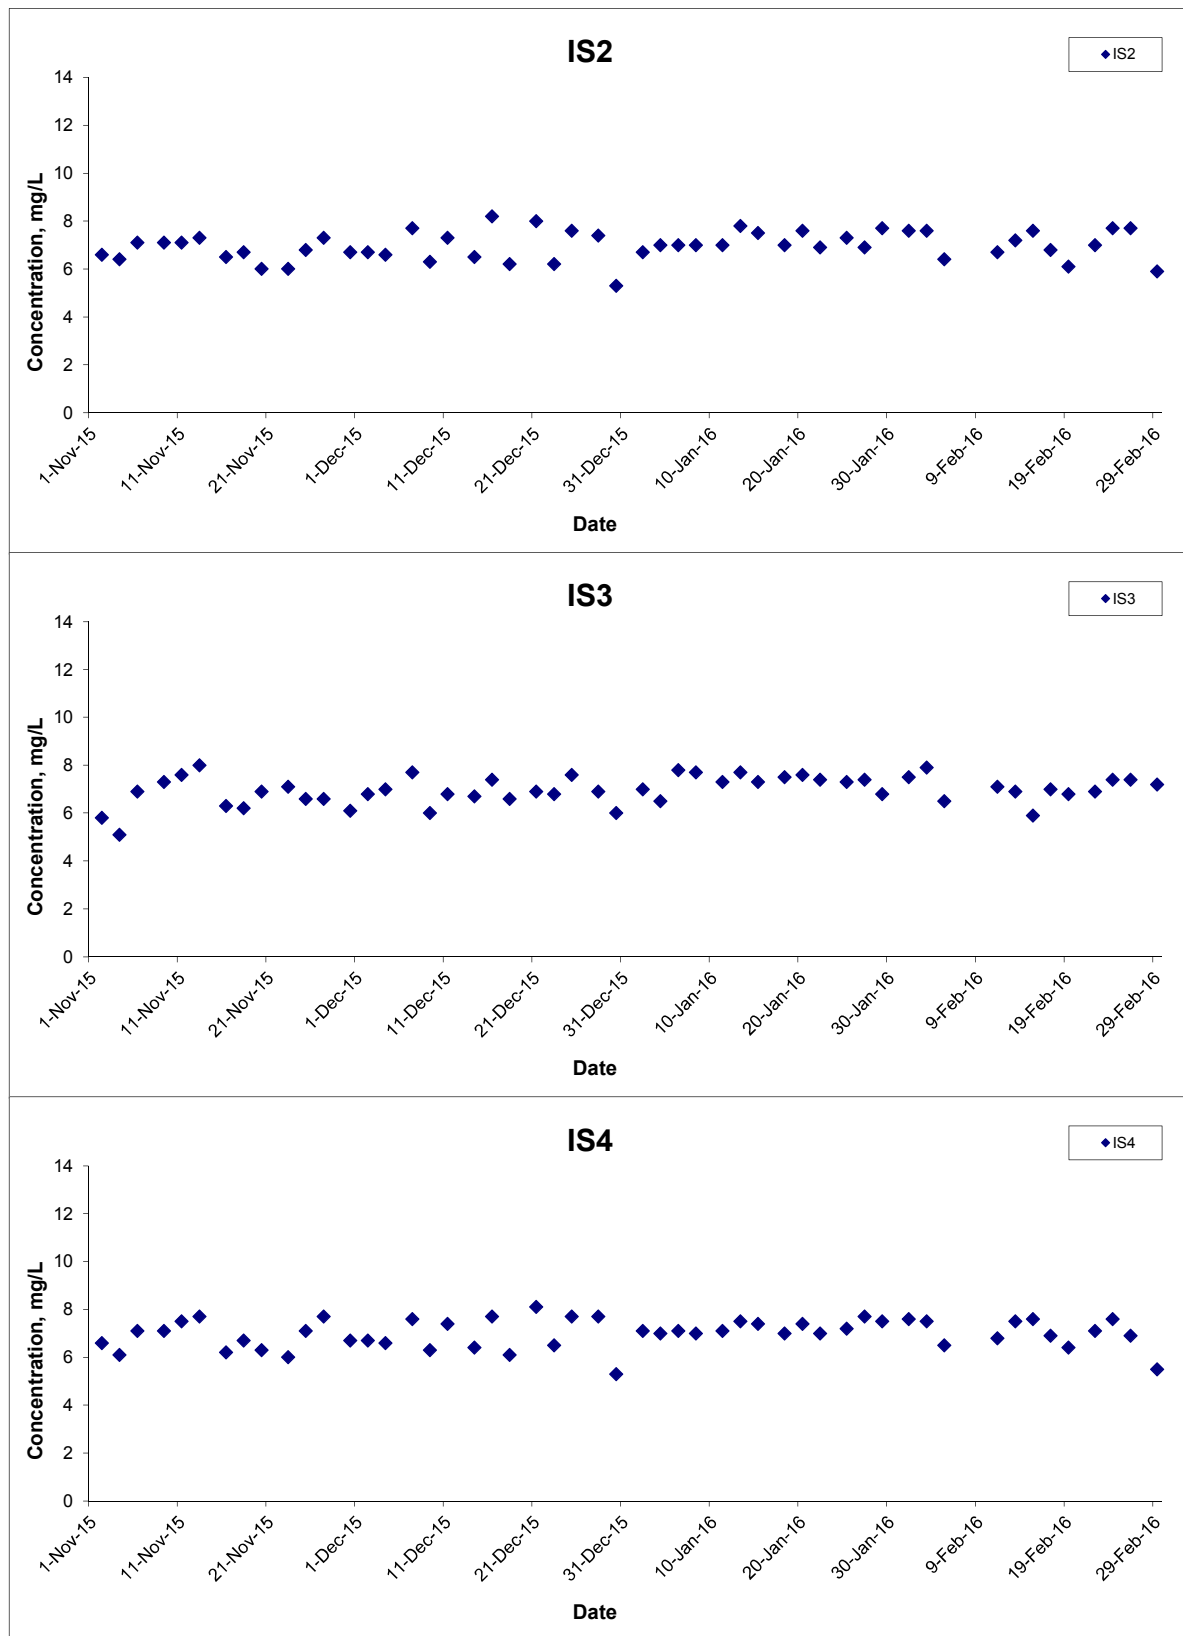 IS2
IS2
Concentration, mg/L
14
12
10
8
6
4
2
0
1-Nov-15
11-Nov-15
21-Nov-15
1-Dec-15
11-Dec-15
21-Dec-15
31-Dec-15
10-Jan-16
20-Jan-16
30-Jan-16
9-Feb-16
19-Feb-16
29-Feb-16
Date
IS3
IS3
Concentration, mg/L
14
12
10
8
6
4
2
0
1-Nov-15
11-Nov-15
21-Nov-15
1-Dec-15
11-Dec-15
21-Dec-15
31-Dec-15
10-Jan-16
20-Jan-16
30-Jan-16
9-Feb-16
19-Feb-16
29-Feb-16
Date
IS4
IS4
Concentration, mg/L
14
12
10
8
6
4
2
0
1-Nov-15
11-Nov-15
21-Nov-15
1-Dec-15
11-Dec-15
21-Dec-15
31-Dec-15
10-Jan-16
20-Jan-16
30-Jan-16
9-Feb-16
19-Feb-16
29-Feb-16
Date